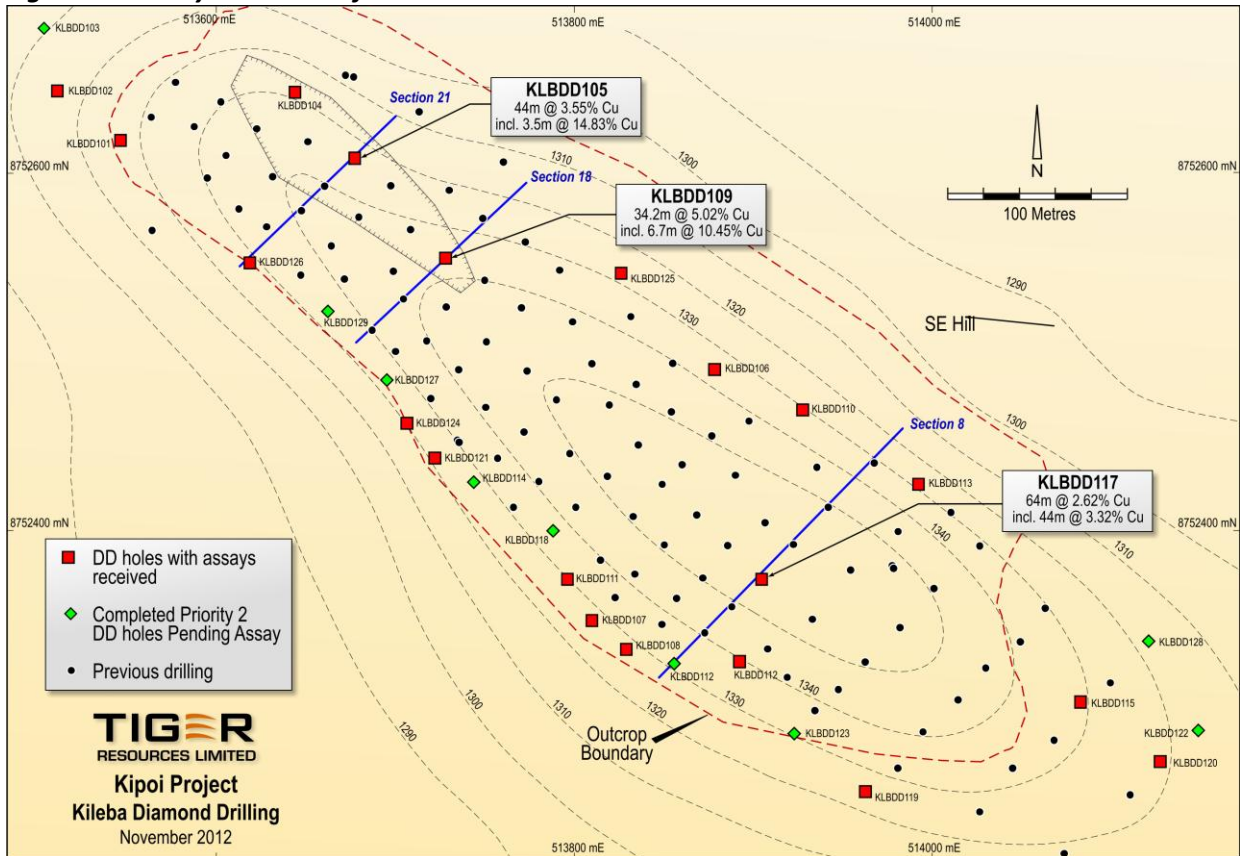 513600 mE
513800 mE
514000 mE
KLBDD103
KLBDD102
KLBDD101
KLBDD104
Section 21
KLBDD105
44m @ 3.55% Cu
incl. 3.5m @ 14.83% Cu
1300
1310
8752600 mN
8752600 mN
Section 18
KLBDD109
34.2m @ 5.02% Cu
incl. 6.7m @ 10.45% Cu
N
100 Metres
KLBDD126
KLBDD125
1290
KLBDD129
1320
1330
SE Hill
KLBDD106
KLBDD127
KLBDD110
KLBDD124
1300
Section 8
KLBDD121
KLBDD114
KLBDD113
KLBDD117
64m @ 2.62% Cu
incl. 44m @ 3.32% Cu
8752400 mN
8752400 mN
KLBDD118
1340
1310
1330
1320
KLBDD111
DD holes with assays
received
Completed Priority 2
DD holes Pending Assay
Previous drilling
KLBDD107
KLBDD108
KLBDD112
KLBDD112
KLBDD128
1340
1330
1320
1310
1300
1290
KLBDD115
KLBDD122
KLBDD123
KLBDD120
KLBDD119
Outcrop
Boundary
TIGER
RESOURCES LIMITED
Kipoi Project
Kileba Diamond Drilling
November 2012
513800 mE
514000 mE